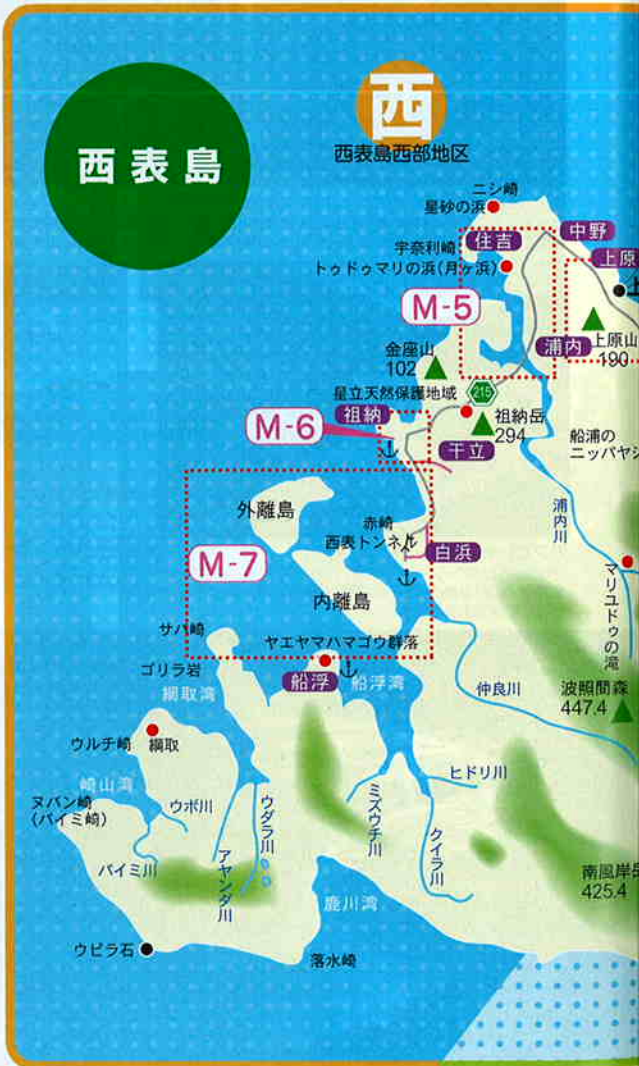 西表島
西
西表島西部地区
ニシ崎
星砂の浜
中野
宇奈利崎
住吉
上原
トゥドゥマリの浜(月ヶ浜)
M-5
上原山
190
浦内
金座山
102
星立天然保護地域
215
祖納
祖納岳
294
M-6
干立
船浦の
外離島
浦内川
赤崎
西表トンネル
白浜
M-7
マリユドゥの滝
内離島
サバ崎
ヤエヤマハマゴウ群落
ゴリラ岩
船浮
船浮湾
網取湾
仲良川
波照間森
447.4
ウルチ崎
網取
崎山湾
ヒドリ川
ヌバン崎
(パイミ崎)
ウボ川
ウダラ川
ミズウチ川
クイラ川
パイミ川
アヤンダ川
南風岸岳
425.4
鹿川湾
ウビラ石
落水崎